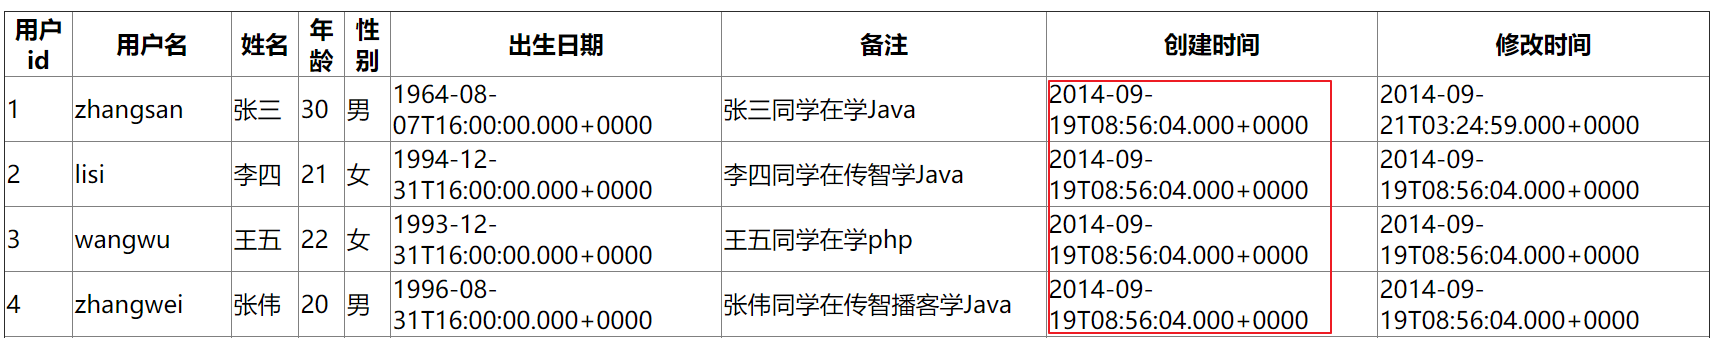 用户id 用户名 姓名 年龄 性别 出生日期 备注 创建时间 修改时间
1 zhangsan 张三 30 男 1964-08-07T16:00:00.000+0000 张三同学在学Java 2014-09-19T08:56:04.000+0000 2014-09-21T03:24:59.000+0000
2 lisi 李四 21 女 1994-12-31T16:00:00.000+0000 李四同学在传智学Java 2014-09-19T08:56:04.000+0000 2014-09-19T08:56:04.000+0000
3 wangwu 王五 22 女 1993-12-31T16:00:00.000+0000 王五同学在学php 2014-09-19T08:56:04.000+0000 2014-09-19T08:56:04.000+0000
4 zhangwei 张伟 20 男 1996-08-31T16:00:00.000+0000 张伟同学在传智播客学Java 2014-09-19T08:56:04.000+0000 2014-09-19T08:56:04.000+0000